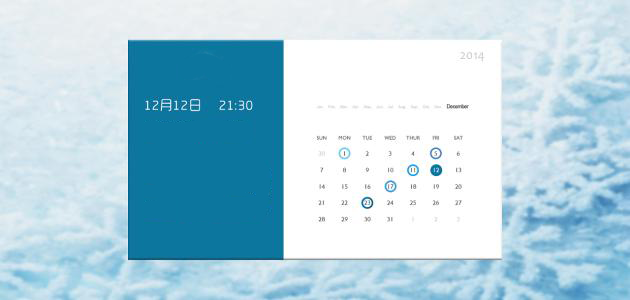 2014
12月12日 21:30
Jan Feb Mar Apr May Jun Jul Aug Sep Oct Nov December
SUN MON TUE WED THUR FRI SAT
30 1 2 3 4 5 6
7 8 9 10 11 12 13
14 15 16 17 18 19 20
21 22 23 24 25 26 27
28 29 30 31 1 2 3